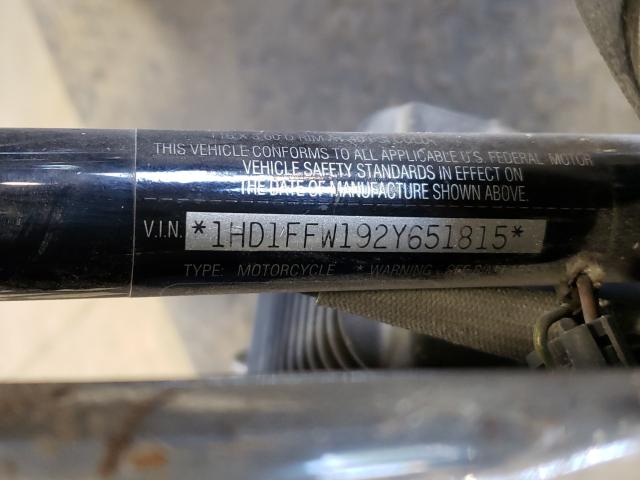 THIS VEHICLE CONFORMS TO ALL APPLICABLE U.S. FEDERAL MOTOR
VEHICLE SAFETY STANDARDS IN EFFECT ON
THE DATE OF MANUFACTURE SHOWN ABOVE.
V.I.N. *1HD1FFW192Y651815*
TYPE: MOTORCYCLE * WARNING